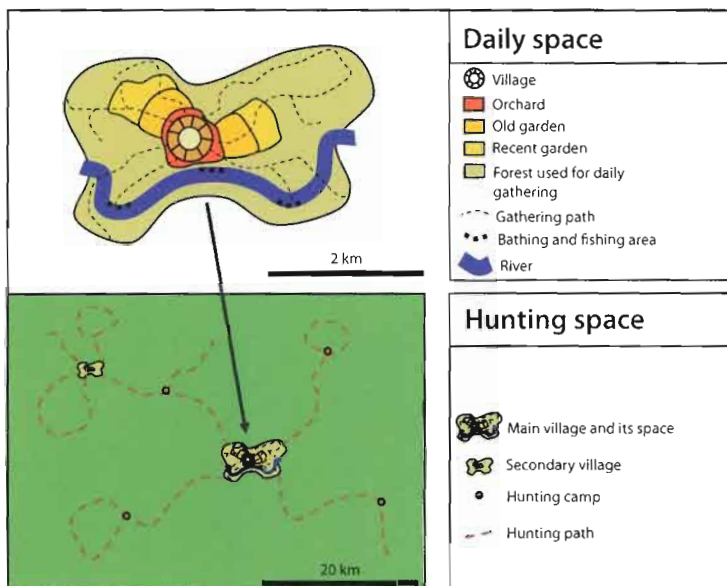 Daily space
Village
Orchard
Old garden
Recent garden
Forest used for daily
gathering
Gathering path
Bathing and fishing area
River
2 km
Hunting space
Main village and its space
Secondary village
Hunting camp
Hunting path
20 km